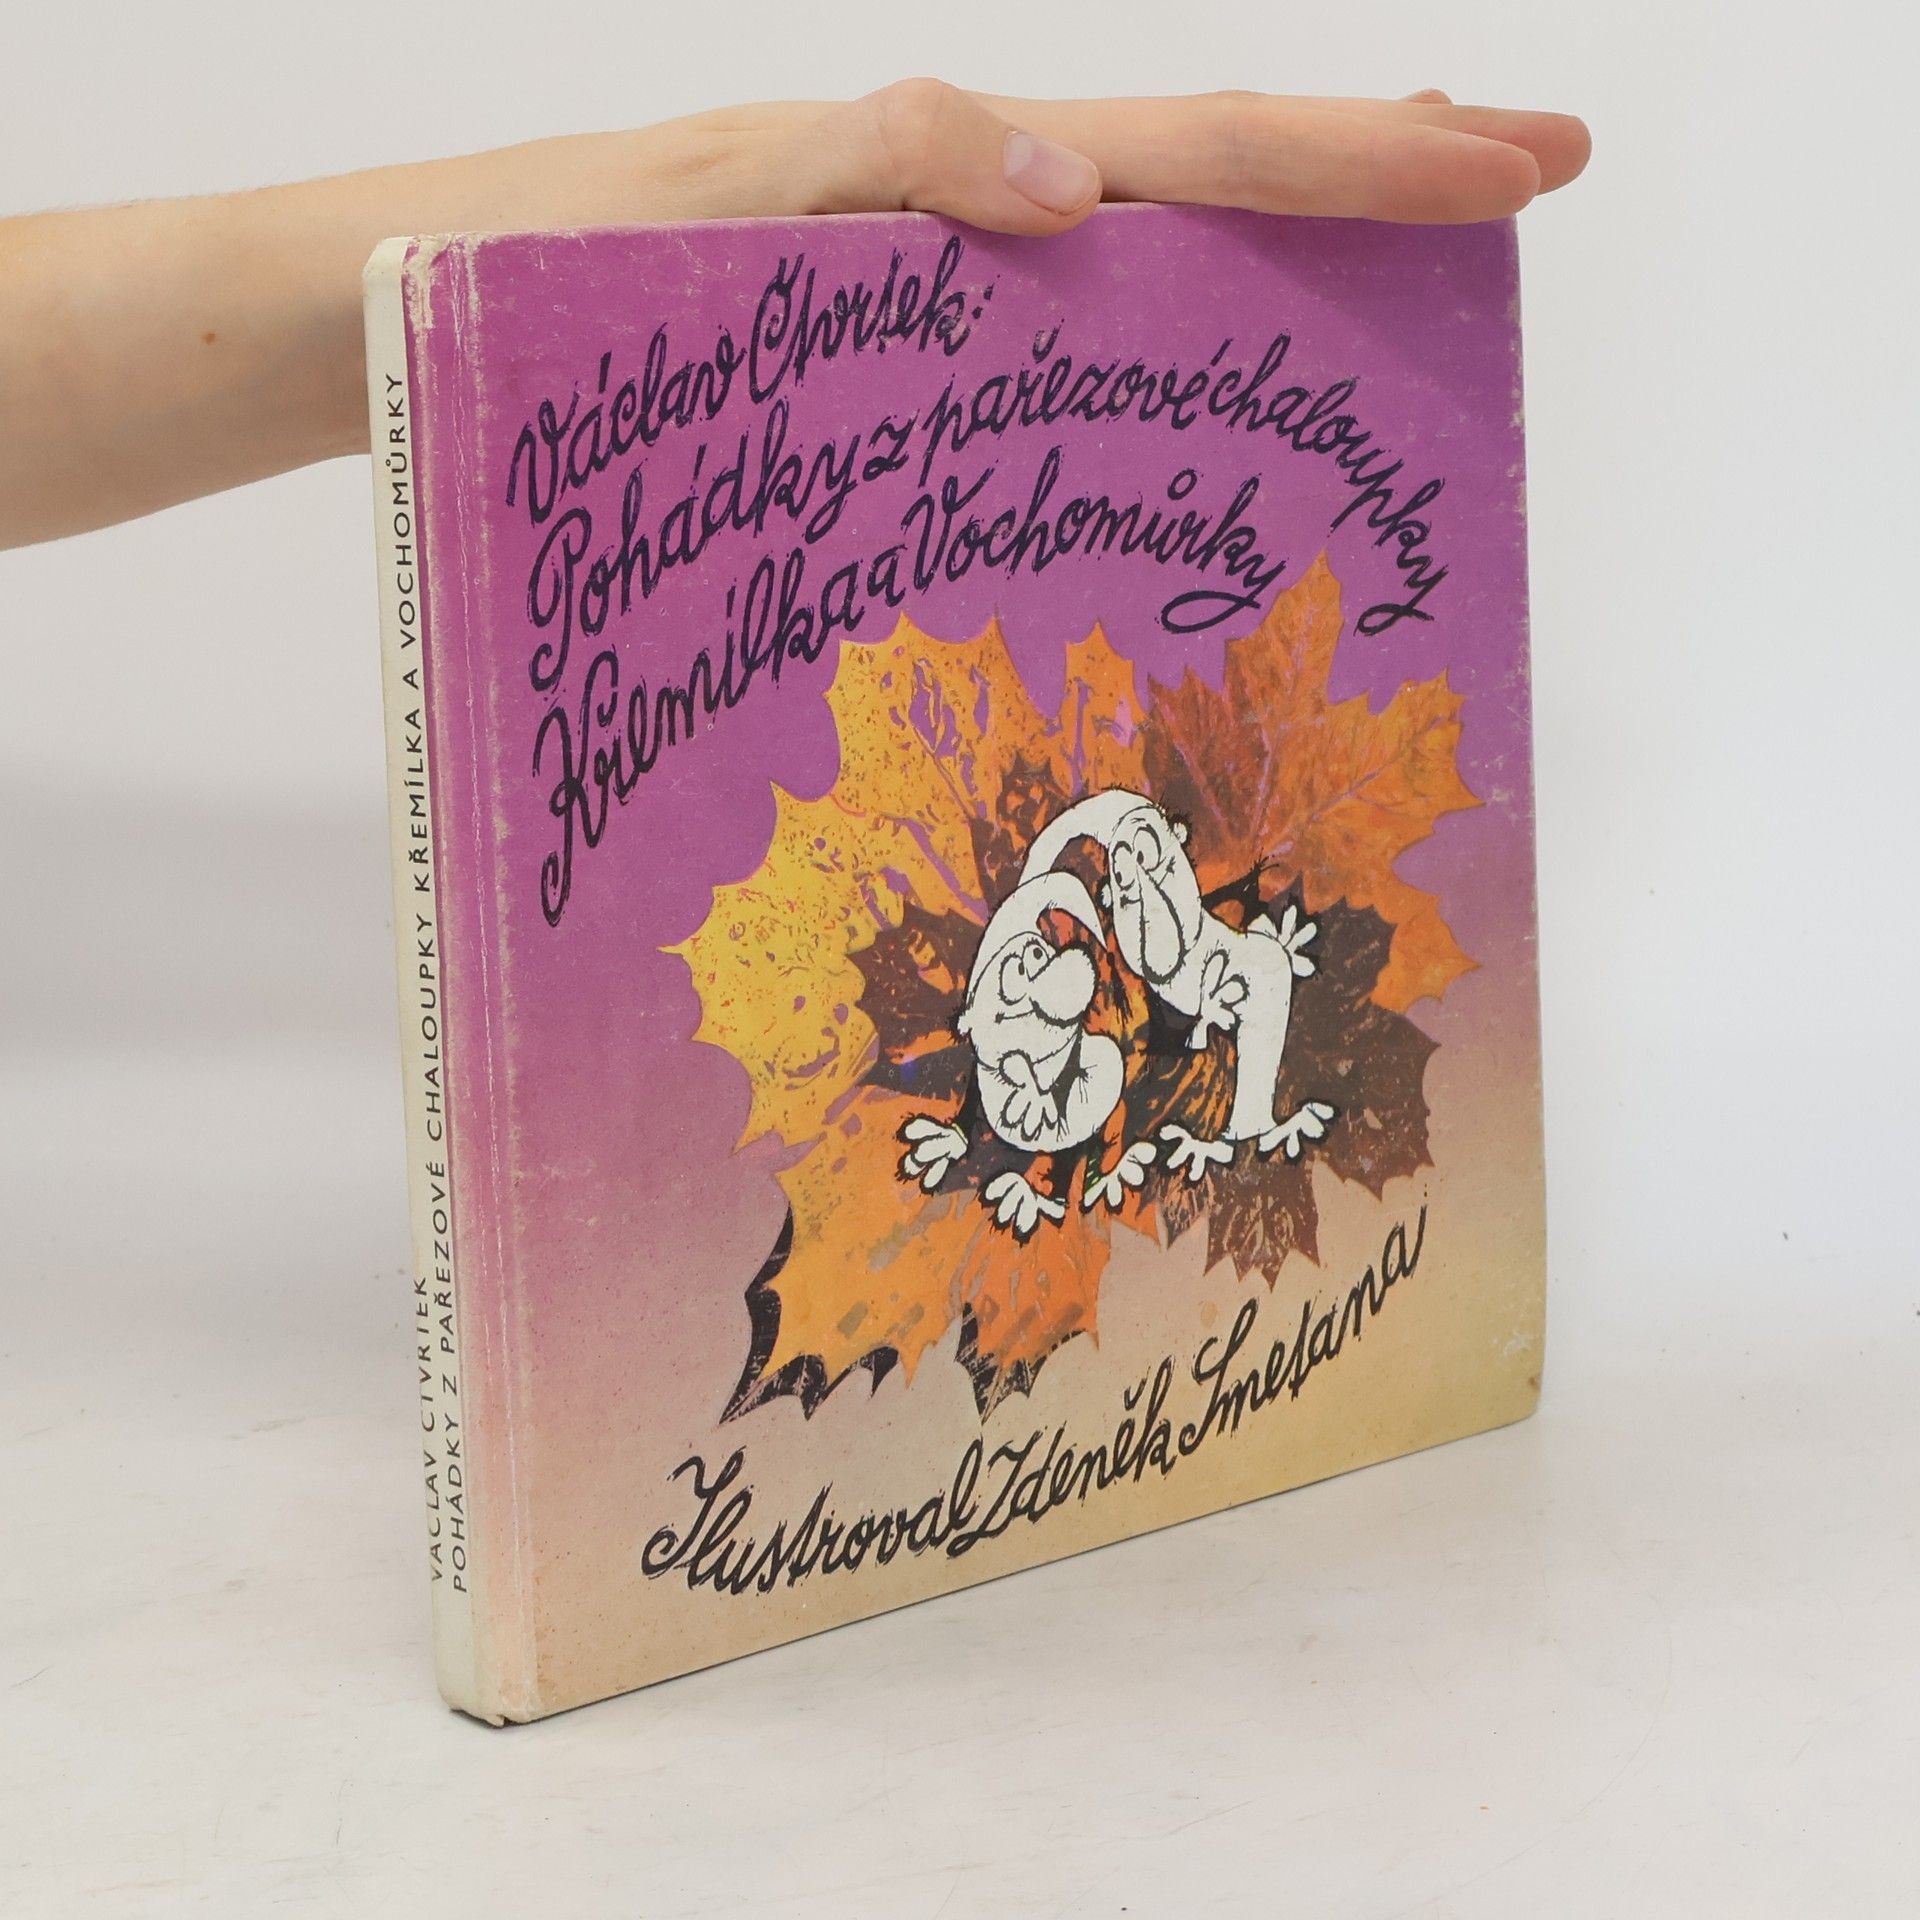 Václav Čtvrtek:
Pohádky z pařezové chaloupky
Křemílka a Vochomůrky
Ilustroval Zdeněk Smetana
VÁCLAV ČTVRTEK
POHÁDKY Z PAŘEZOVÉ CHALOUPKY KŘEMÍLKA A VOCHOMŮRKY